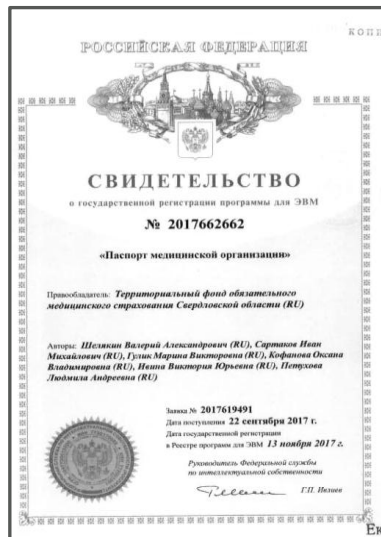 КОПИ
РОССИЙСКАЯ ФЕДЕРАЦИЯ
СВИДЕТЕЛЬСТВО
о государственной регистрации программы для ЭВМ
№ 2017662662
«Паспорт медицинской организации»
Правообладатель: Территориальный фонд обязательного
медицинского страхования Свердловской области (RU)
Авторы: Шелякин Валерий Александрович (RU), Сартаков Иван
Михайлович (RU), Гулик Марина Викторовна (RU), Кофанова Оксана
Владимировна (RU), Ивина Виктория Юрьевна (RU), Петухова
Людмила Андреевна (RU)
Заявка № 2017619491
Дата поступления 22 сентября 2017 г.
Дата государственной регистрации
в Реестре программ для ЭВМ 13 ноября 2017 г.
Руководитель Федеральной службы
по интеллектуальной собственности
Г.П. Ивлиев
Ек